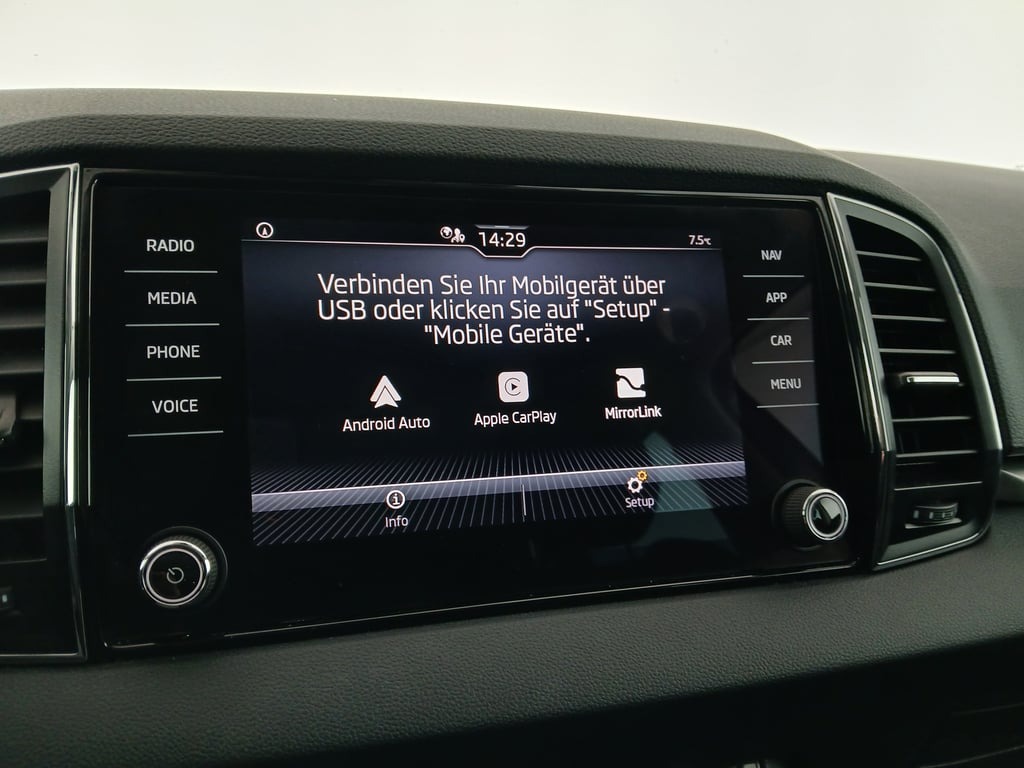 14:29
7.5℃
RADIO
MEDIA
PHONE
VOICE
Verbinden Sie Ihr Mobilgerät über
USB oder klicken Sie auf "Setup" -
"Mobile Geräte".
Android Auto
Apple CarPlay
MirrorLink
Info
Setup
NAV
APP
CAR
MENU